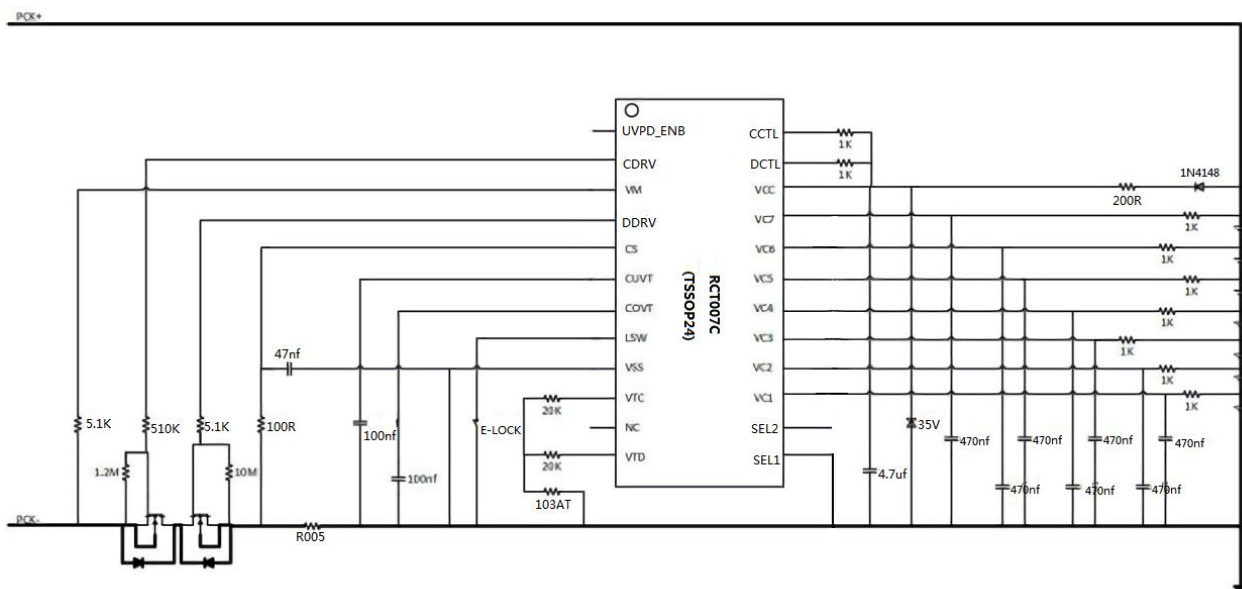 PCK+
UVPD_ENB
CDRV
VM
DDRV
CS
CUVT
COVT
LSW
VSS
VTC
NC
VTD
RCT007C
(TSSOP24)
CCTL
DCTL
VCC
VC7
VC6
VC5
VC4
VC3
VC2
VC1
SEL2
SEL1
1K
1K
1N4148
200R
1K
1K
1K
1K
1K
1K
1K
47nf
5.1K
510K
5.1K
100R
100nf
E-LOCK
20K
20K
103AT
1.2M
10M
100nf
35V
4.7uf
470nf
470nf
470nf
470nf
470nf
470nf
470nf
PCK-
R005